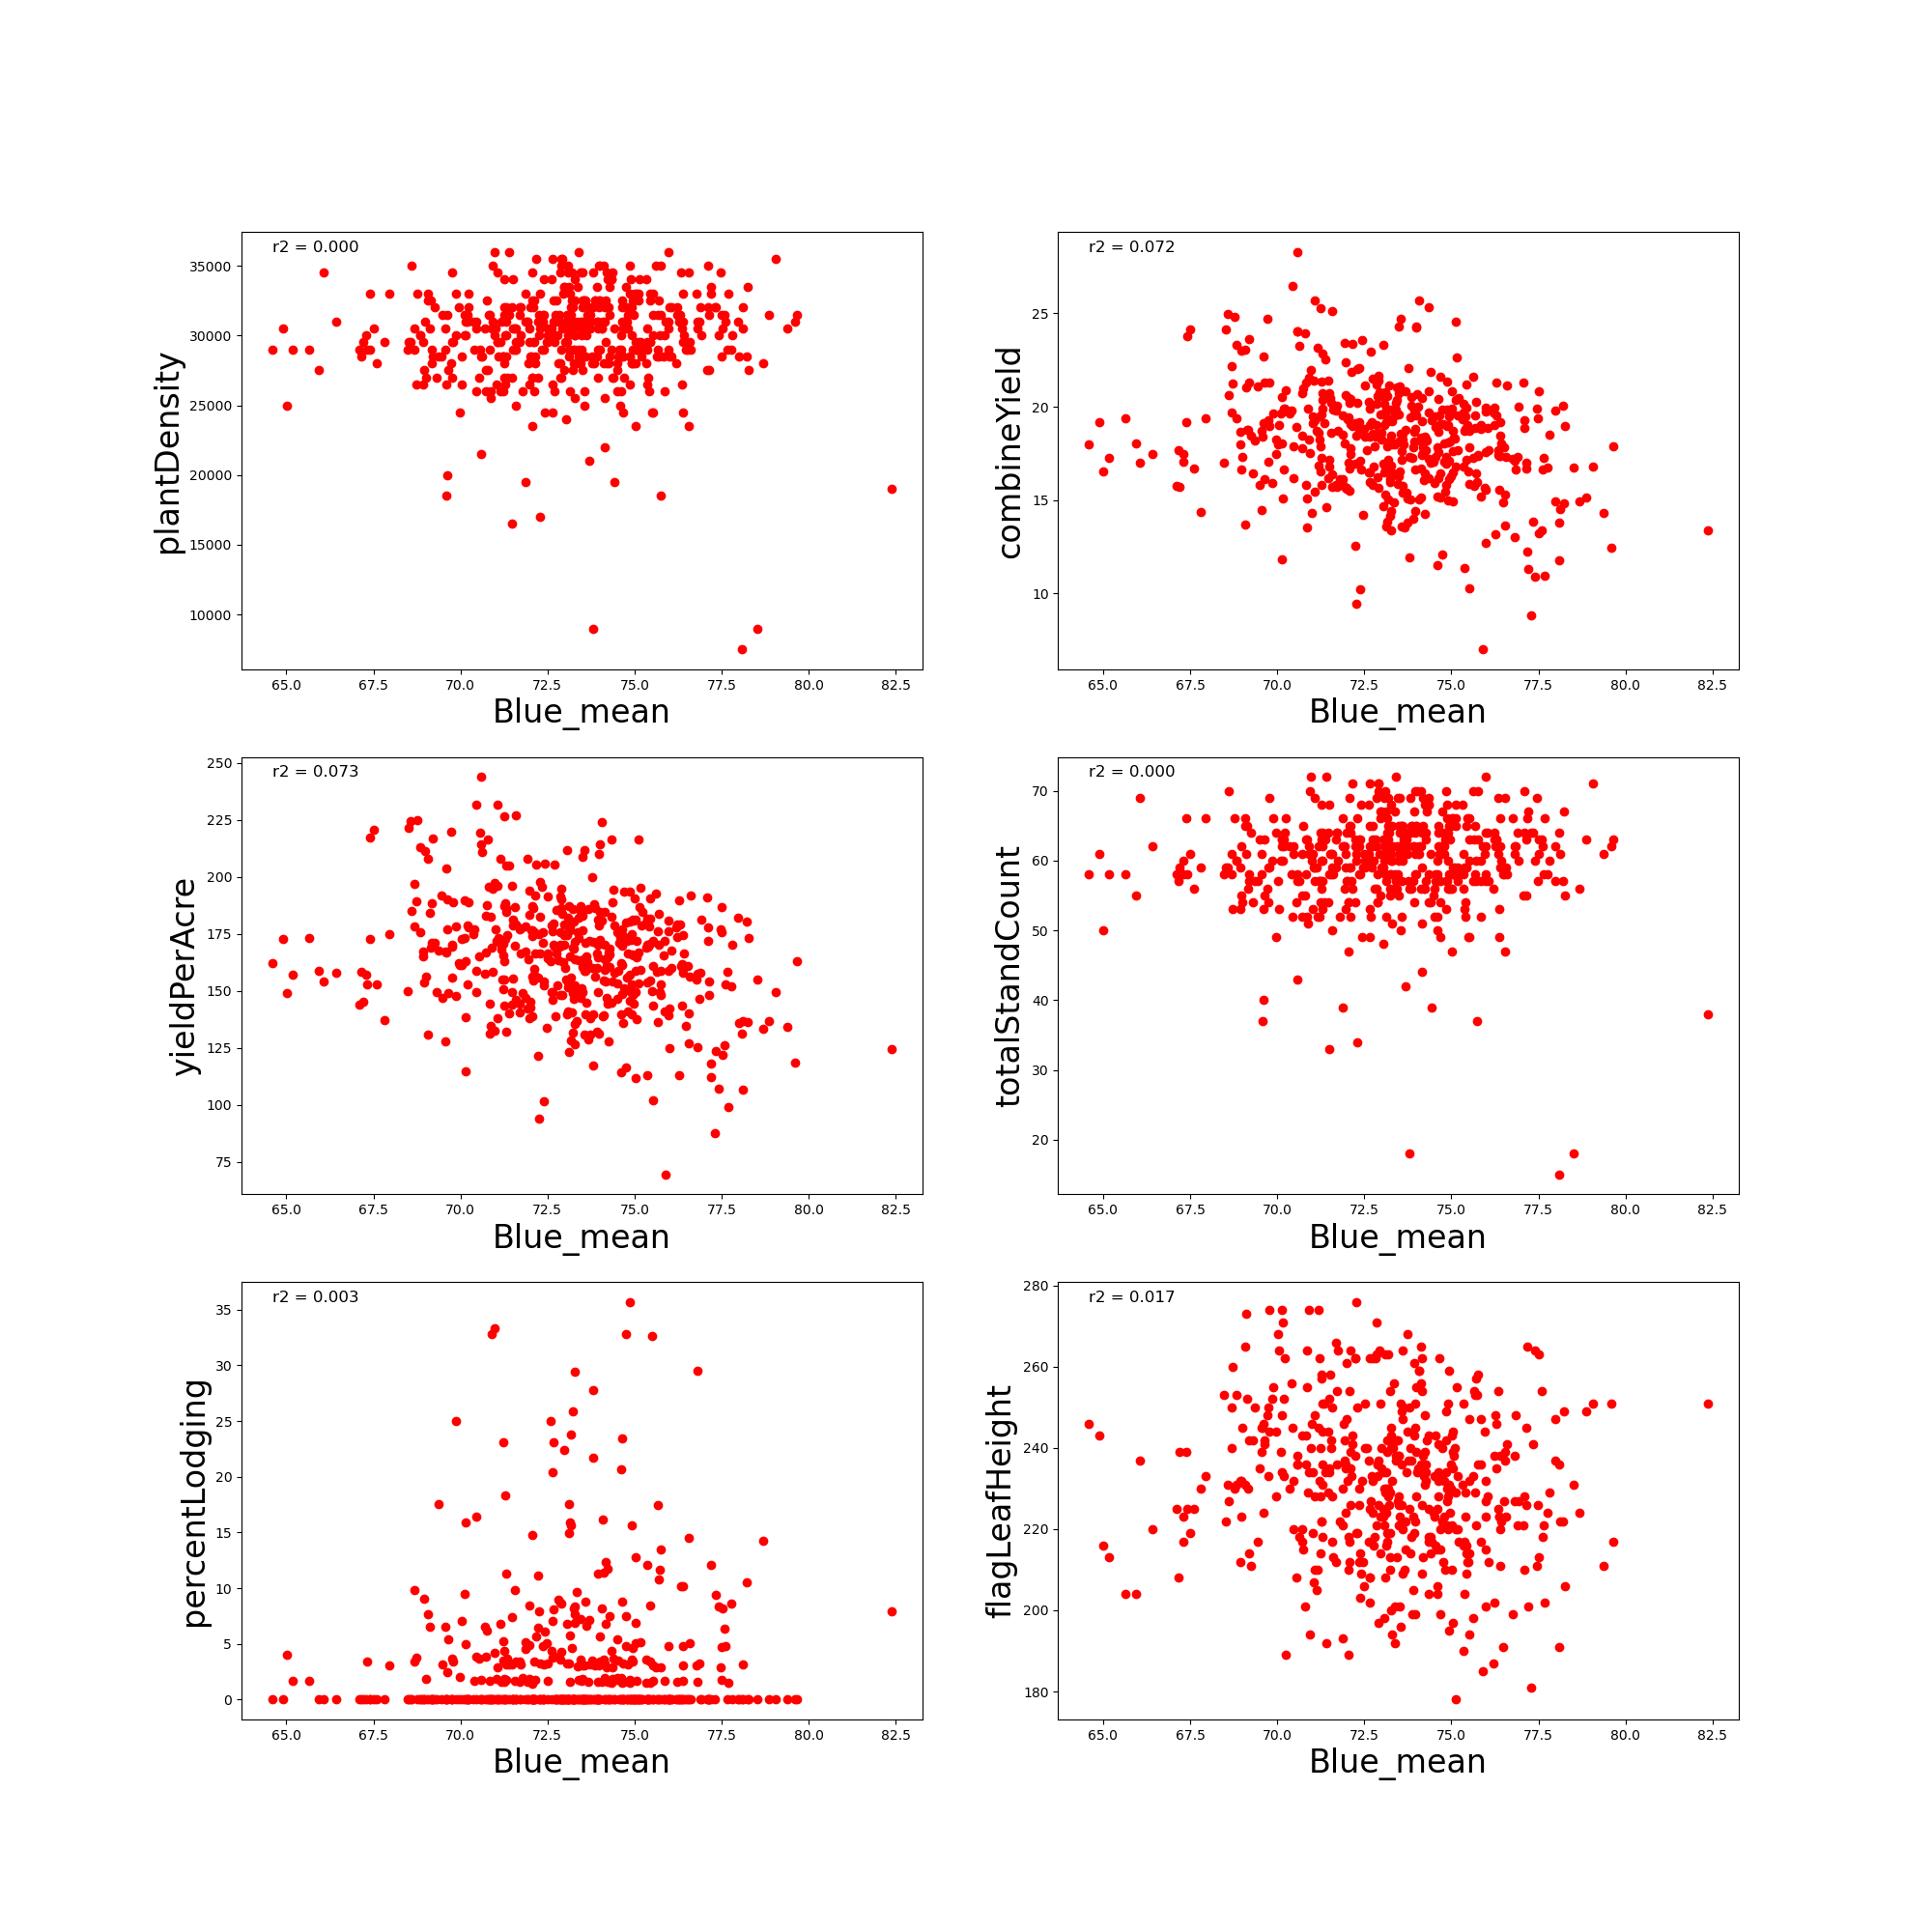 r2 = 0.000
35000
30000
25000
20000
15000
10000
plantDensity
65.0 67.5 70.0 72.5 75.0 77.5 80.0 82.5
Blue_mean
r2 = 0.072
25
20
15
10
combineYield
65.0 67.5 70.0 72.5 75.0 77.5 80.0 82.5
Blue_mean
r2 = 0.073
250
225
200
175
150
125
100
75
yieldPerAcre
65.0 67.5 70.0 72.5 75.0 77.5 80.0 82.5
Blue_mean
r2 = 0.000
70
60
50
40
30
20
totalStandCount
65.0 67.5 70.0 72.5 75.0 77.5 80.0 82.5
Blue_mean
r2 = 0.003
35
30
25
20
15
10
5
0
percentLodging
65.0 67.5 70.0 72.5 75.0 77.5 80.0 82.5
Blue_mean
r2 = 0.017
280
260
240
220
200
180
flagLeafHeight
65.0 67.5 70.0 72.5 75.0 77.5 80.0 82.5
Blue_mean